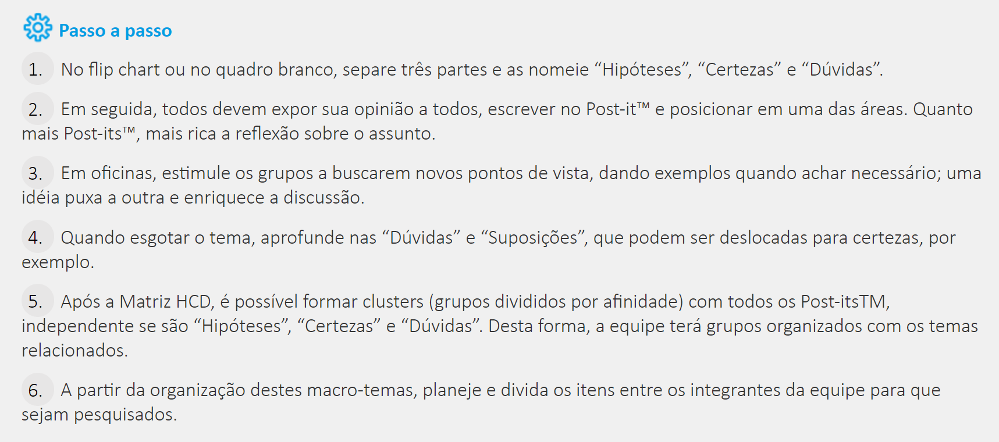 Passo a passo
1. No flip chart ou no quadro branco, separe três partes e as nomeie “Hipóteses”, “Certezas” e “Dúvidas”.
2. Em seguida, todos devem expor sua opinião a todos, escrever no Post-it™ e posicionar em uma das áreas. Quanto
mais Post-its™, mais rica a reflexão sobre o assunto.
3. Em oficinas, estimule os grupos a buscarem novos pontos de vista, dando exemplos quando achar necessário; uma
idéia puxa a outra e enriquece a discussão.
4. Quando esgotar o tema, aprofunde nas “Dúvidas” e “Suposições”, que podem ser deslocadas para certezas, por
exemplo.
5. Após a Matriz HCD, é possível formar clusters (grupos divididos por afinidade) com todos os Post-itsTM,
independente se são “Hipóteses”, “Certezas” e “Dúvidas”. Desta forma, a equipe terá grupos organizados com os temas
relacionados.
6. A partir da organização destes macro-temas, planeje e divida os itens entre os integrantes da equipe para que
sejam pesquisados.